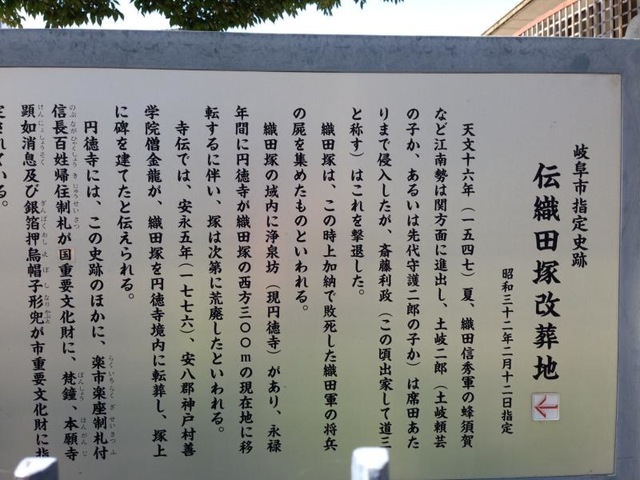 岐阜市指定史跡
伝織田塚改葬地
昭和三十二年二月十二日指定
天文十六年（一五四七）夏、織田信秀軍の蜂須賀
など江南勢は関方面に進出し、土岐二郎（土岐頼芸
の子か、あるいは先代守護二郎の子か）は席田あた
りまで侵入したが、斎藤利政（この頃出家して道三
と称す）はこれを撃退した。
織田塚は、この時上加納で敗死した織田軍の将兵
の屍を集めたものといわれる。
織田塚の域内に浄泉坊（現円徳寺）があり、永禄
年間に円徳寺が織田塚の西方三〇〇ｍの現在地に移
転するに伴い、塚は次第に荒廃したといわれる。
寺伝では、安永五年（一七七六）、安八郡神戸村善
学院僧金龍が、織田塚を円徳寺境内に転葬し、塚上
に碑を建てたと伝えられる。
円徳寺には、この史跡のほかに、楽市楽座制札付
信長百姓帰住制札が国重要文化財に、梵鐘、本願寺
顕如消息及び銀箔押烏帽子形兜が市重要文化財に指
定されている。